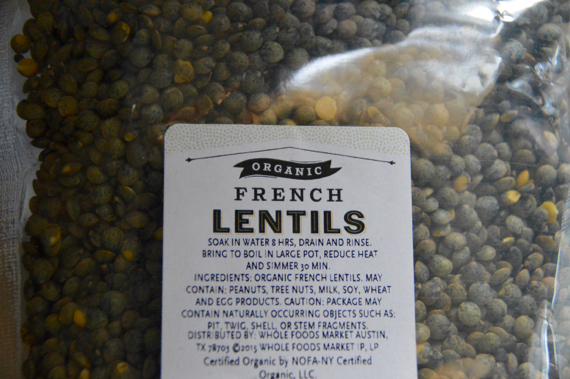 ORGANIC
FRENCH
LENTILS
SOAK IN WATER 8 HRS, DRAIN AND RINSE.
BRING TO BOIL IN LARGE POT, REDUCE HEAT
AND SIMMER 30 MIN.
INGREDIENTS: ORGANIC FRENCH LENTILS. MAY
CONTAIN: PEANUTS, TREE NUTS, MILK, SOY, WHEAT
AND EGG PRODUCTS. CAUTION: PACKAGE MAY
CONTAIN NATURALLY OCCURING OBJECTS SUCH AS:
PIT, TWIG, SHELL, OR STEM FRAGMENTS.
DISTRIBUTED BY: WHOLE FOODS MARKET AUSTIN,
TX 78703 ©2015 WHOLE FOODS MARKET IP, LP
Certified Organic by NOFA-NY Certified
Organic, LLC.